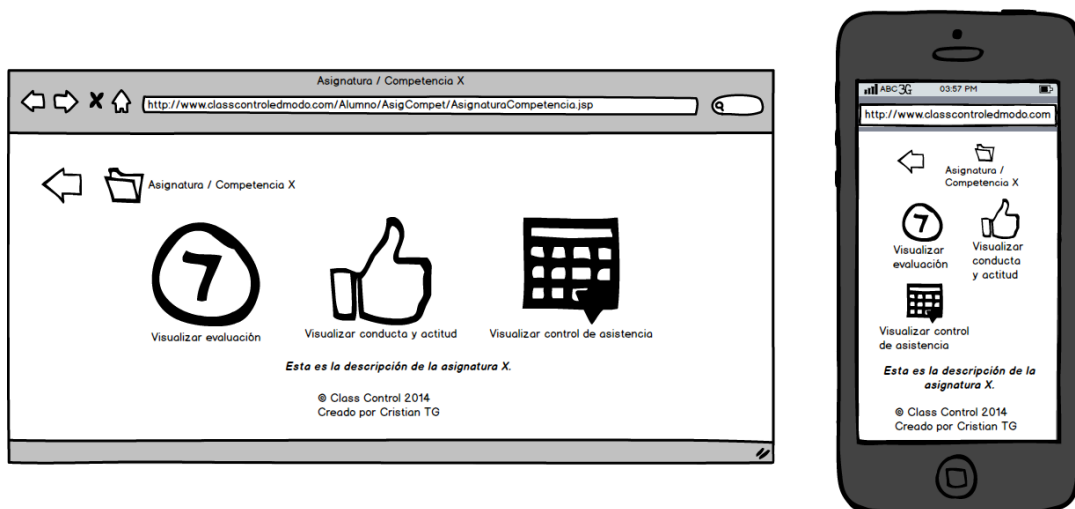 Asignatura / Competencia X
http://www.classcontroledmodo.com/Alumno/AsigCompet/AsignaturaCompetencia.jsp
Asignatura / Competencia X
7
Visualizar evaluación
Visualizar conducta y actitud
Visualizar control de asistencia
Esta es la descripción de la asignatura X.
© Class Control 2014
Creado por Cristian TG
ABC 3G 03:57 PM
http://www.classcontroledmodo.com
Asignatura /
Competencia X
7
Visualizar
evaluación
Visualizar
conducta
y actitud
Visualizar control
de asistencia
Esta es la descripción de la
asignatura X.
© Class Control 2014
Creado por Cristian TG